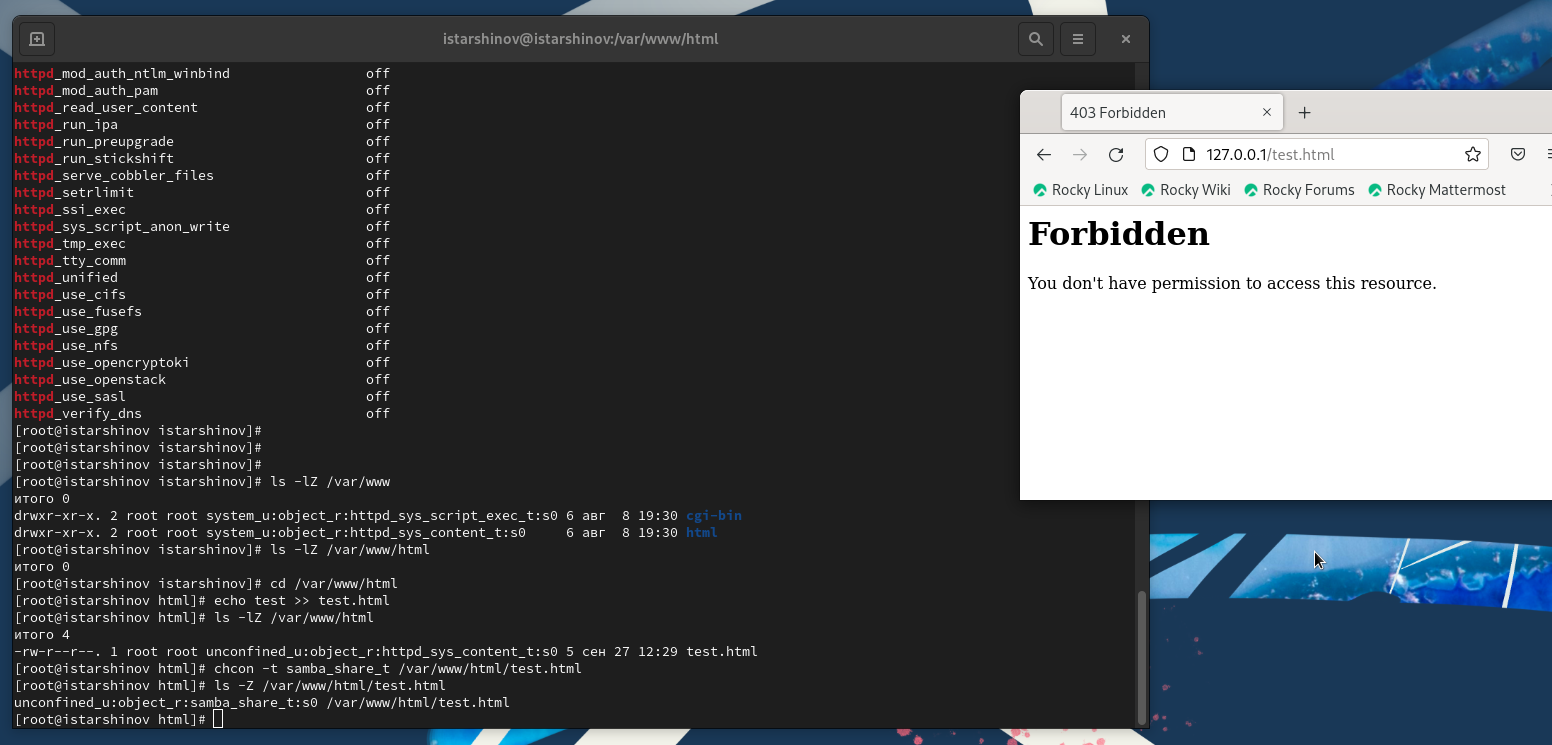 istarshinov@istarshinov:/var/www/html
httpd_mod_auth_ntlm_winbind off
httpd_mod_auth_pam off
httpd_read_user_content off
httpd_run_ipa off
httpd_run_preupgrade off
httpd_run_stickshift off
httpd_serve_cobbler_files off
httpd_setrlimit off
httpd_ssi_exec off
httpd_sys_script_anon_write off
httpd_tmp_exec off
httpd_tty_comm off
httpd_unified off
httpd_use_cifs off
httpd_use_fusefs off
httpd_use_gpg off
httpd_use_nfs off
httpd_use_opencryptoki off
httpd_use_openstack off
httpd_use_sasl off
httpd_verify_dns off
[root@istarshinov istarshinov]#
[root@istarshinov istarshinov]#
[root@istarshinov istarshinov]#
[root@istarshinov istarshinov]# ls -lZ /var/www
итого 0
drwxr-xr-x. 2 root root system_u:object_r:httpd_sys_script_exec_t:s0 6 авг  8 19:30 cgi-bin
drwxr-xr-x. 2 root root system_u:object_r:httpd_sys_content_t:s0     6 авг  8 19:30 html
[root@istarshinov istarshinov]# ls -lZ /var/www/html
итого 0
[root@istarshinov istarshinov]# cd /var/www/html
[root@istarshinov html]# echo test >> test.html
[root@istarshinov html]# ls -lZ /var/www/html
итого 4
-rw-r--r--. 1 root root unconfined_u:object_r:httpd_sys_content_t:s0 5 сен 27 12:29 test.html
[root@istarshinov html]# chcon -t samba_share_t /var/www/html/test.html
[root@istarshinov html]# ls -Z /var/www/html/test.html
unconfined_u:object_r:samba_share_t:s0 /var/www/html/test.html
[root@istarshinov html]#
403 Forbidden
127.0.0.1/test.html
Rocky Linux Rocky Wiki Rocky Forums Rocky Mattermost
Forbidden
You don't have permission to access this resource.